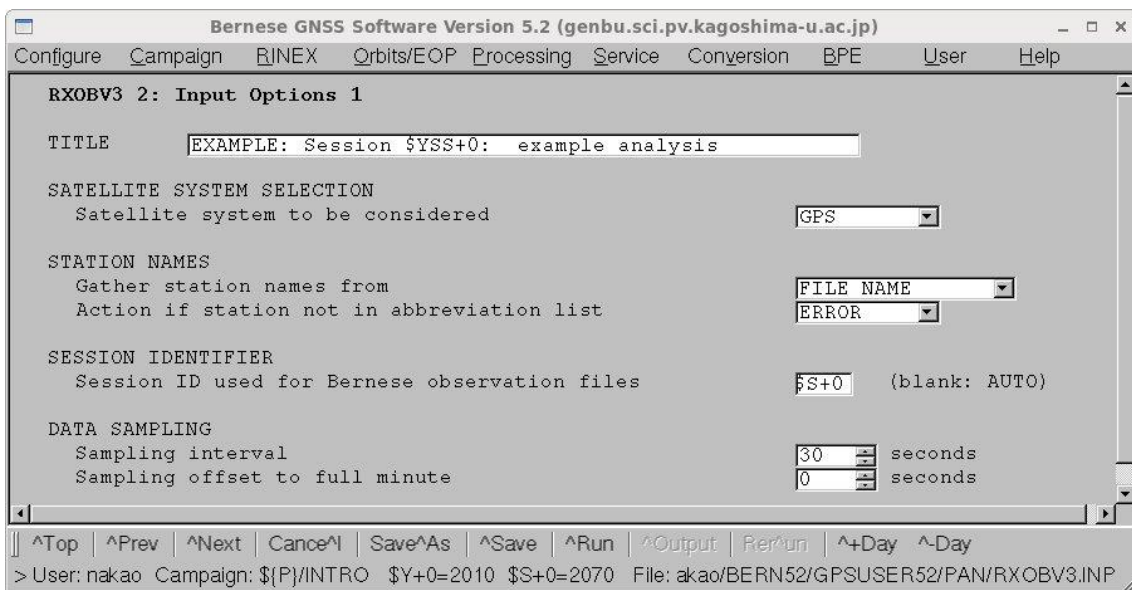 Bernese GNSS Software Version 5.2 (genbu.sci.pv.kagoshima-u.ac.jp)
Configure Campaign RINEX Orbits/EOP Processing Service Conversion BPE User Help
RXOBV3 2: Input Options 1
TITLE EXAMPLE: Session $YSS+0: example analysis
SATELLITE SYSTEM SELECTION
Satellite system to be considered GPS
STATION NAMES
Gather station names from FILE NAME
Action if station not in abbreviation list ERROR
SESSION IDENTIFIER
Session ID used for Bernese observation files $S+0 (blank: AUTO)
DATA SAMPLING
Sampling interval 30 seconds
Sampling offset to full minute 0 seconds
^Top | ^Prev | ^Next | Cance^l | Save^As | ^Save | ^Run | ^Output | Rer^un | ^+Day ^-Day
> User: nakao Campaign: ${P}/INTRO $Y+0=2010 $S+0=2070 File: akao/BERN52/GPSUSER52/PAN/RXOBV3.INP